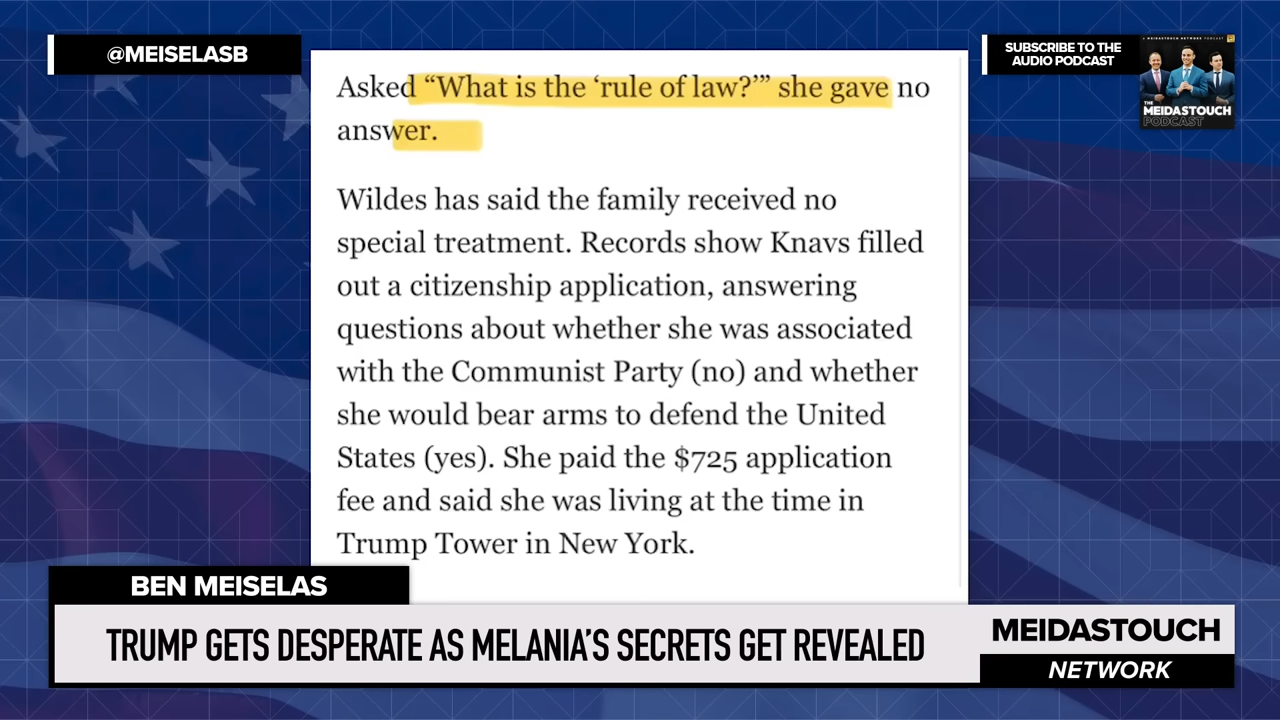 @MEISELASB
SUBSCRIBE TO THE
AUDIO PODCAST
THE
MEIDASTOUCH
PODCAST
Asked “What is the ‘rule of law?’” she gave no
answer.
Wildes has said the family received no
special treatment. Records show Knavs filled
out a citizenship application, answering
questions about whether she was associated
with the Communist Party (no) and whether
she would bear arms to defend the United
States (yes). She paid the $725 application
fee and said she was living at the time in
Trump Tower in New York.
BEN MEISELAS
TRUMP GETS DESPERATE AS MELANIA’S SECRETS GET REVEALED
MEIDASTOUCH
NETWORK